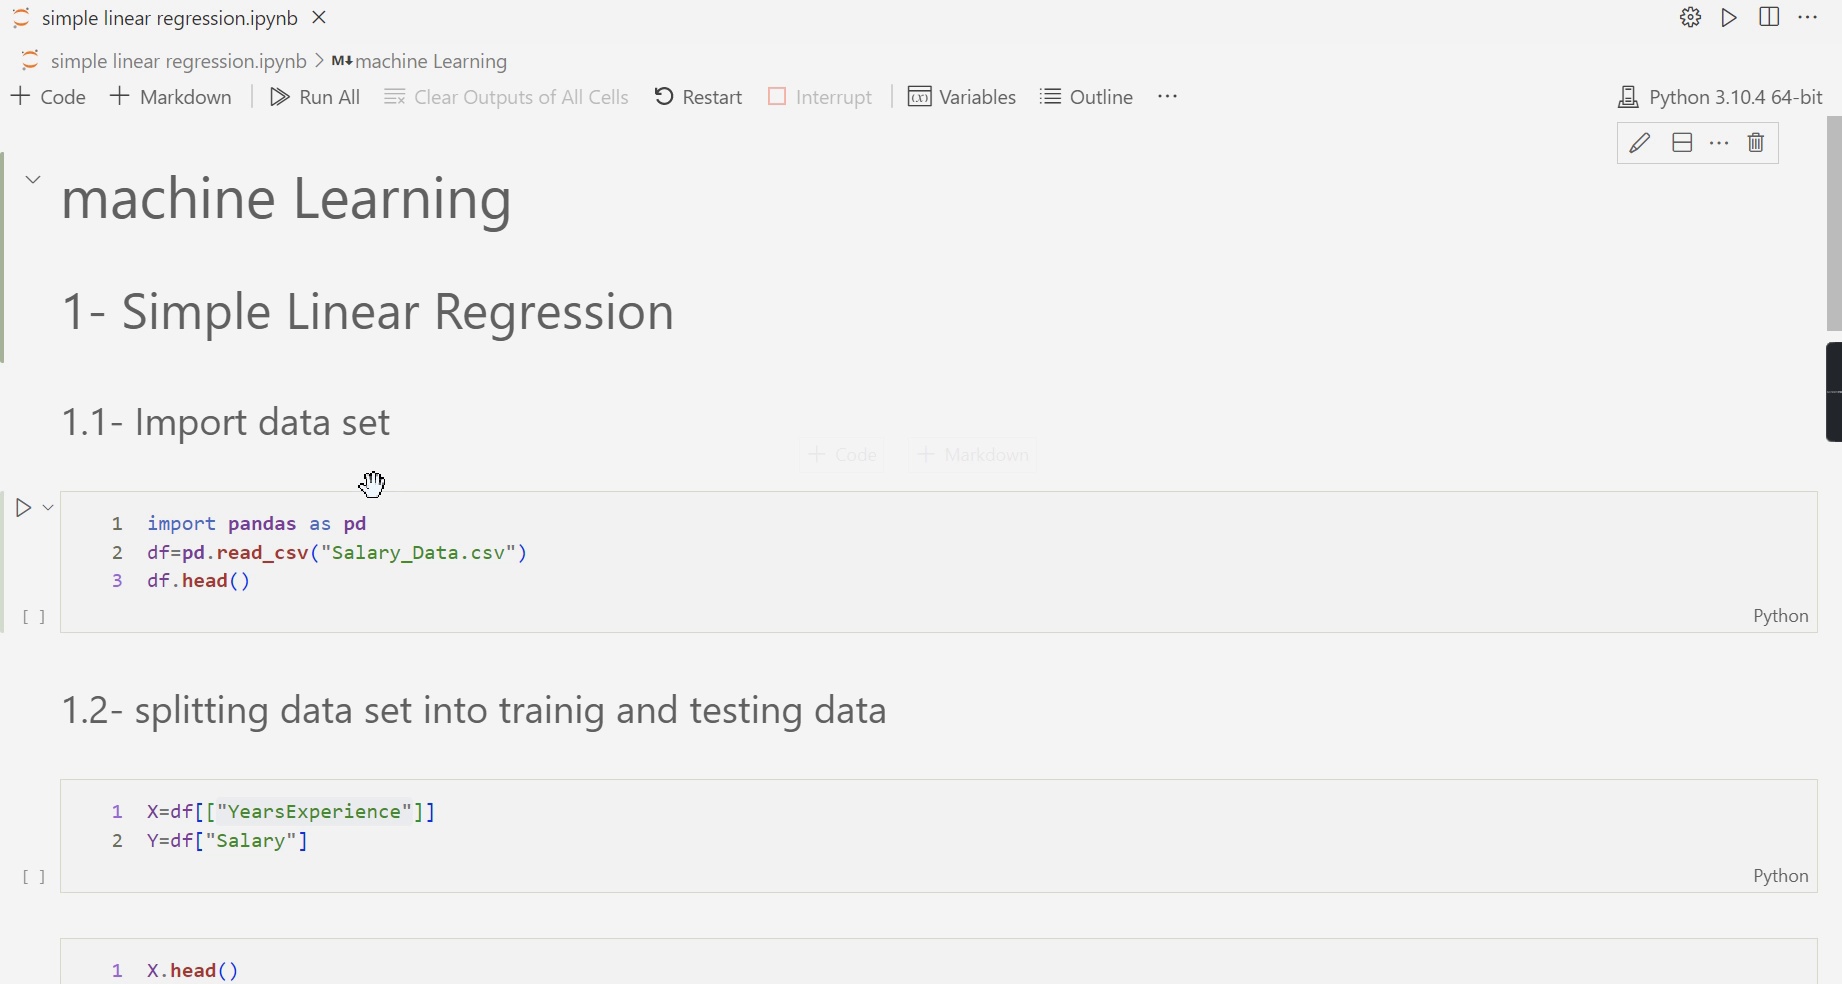 simple linear regression.ipynb
simple linear regression.ipynb > M↓ machine Learning
+ Code + Markdown Run All Clear Outputs of All Cells Restart Interrupt (x) Variables Outline ... Python 3.10.4 64-bit
machine Learning
1- Simple Linear Regression
1.1- Import data set
+ Code + Markdown
1 import pandas as pd
2 df=pd.read_csv("Salary_Data.csv")
3 df.head()
[ ] Python
1.2- splitting data set into trainig and testing data
1 X=df[["YearsExperience"]]
2 Y=df["Salary"]
[ ] Python
1 X.head()